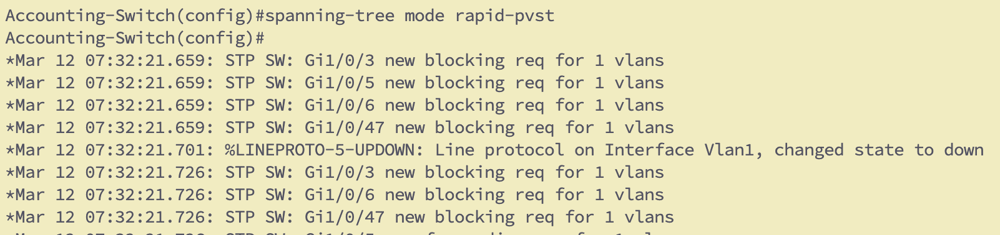 Accounting-Switch(config)#spanning-tree mode rapid-pvst
Accounting-Switch(config)#
*Mar 12 07:32:21.659: STP SW: Gi1/0/3 new blocking req for 1 vlans
*Mar 12 07:32:21.659: STP SW: Gi1/0/5 new blocking req for 1 vlans
*Mar 12 07:32:21.659: STP SW: Gi1/0/6 new blocking req for 1 vlans
*Mar 12 07:32:21.659: STP SW: Gi1/0/47 new blocking req for 1 vlans
*Mar 12 07:32:21.701: %LINEPROTO-5-UPDOWN: Line protocol on Interface Vlan1, changed state to down
*Mar 12 07:32:21.726: STP SW: Gi1/0/3 new blocking req for 1 vlans
*Mar 12 07:32:21.726: STP SW: Gi1/0/6 new blocking req for 1 vlans
*Mar 12 07:32:21.726: STP SW: Gi1/0/47 new blocking req for 1 vlans